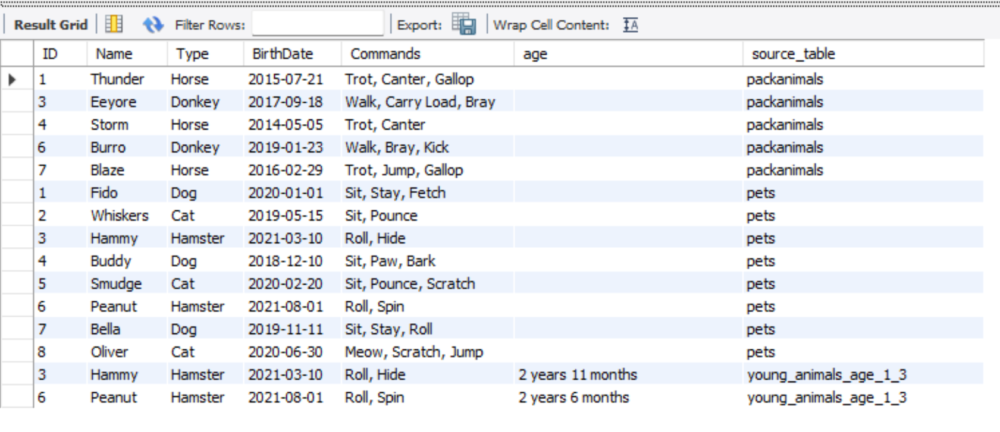 Result Grid Filter Rows: Export: Wrap Cell Content: IA
ID Name Type BirthDate Commands age source_table
1 Thunder Horse 2015-07-21 Trot, Canter, Gallop packanimals
3 Eeyore Donkey 2017-09-18 Walk, Carry Load, Bray packanimals
4 Storm Horse 2014-05-05 Trot, Canter packanimals
6 Burro Donkey 2019-01-23 Walk, Bray, Kick packanimals
7 Blaze Horse 2016-02-29 Trot, Jump, Gallop packanimals
1 Fido Dog 2020-01-01 Sit, Stay, Fetch pets
2 Whiskers Cat 2019-05-15 Sit, Pounce pets
3 Hammy Hamster 2021-03-10 Roll, Hide pets
4 Buddy Dog 2018-12-10 Sit, Paw, Bark pets
5 Smudge Cat 2020-02-20 Sit, Pounce, Scratch pets
6 Peanut Hamster 2021-08-01 Roll, Spin pets
7 Bella Dog 2019-11-11 Sit, Stay, Roll pets
8 Oliver Cat 2020-06-30 Meow, Scratch, Jump pets
3 Hammy Hamster 2021-03-10 Roll, Hide 2 years 11 months young_animals_age_1_3
6 Peanut Hamster 2021-08-01 Roll, Spin 2 years 6 months young_animals_age_1_3